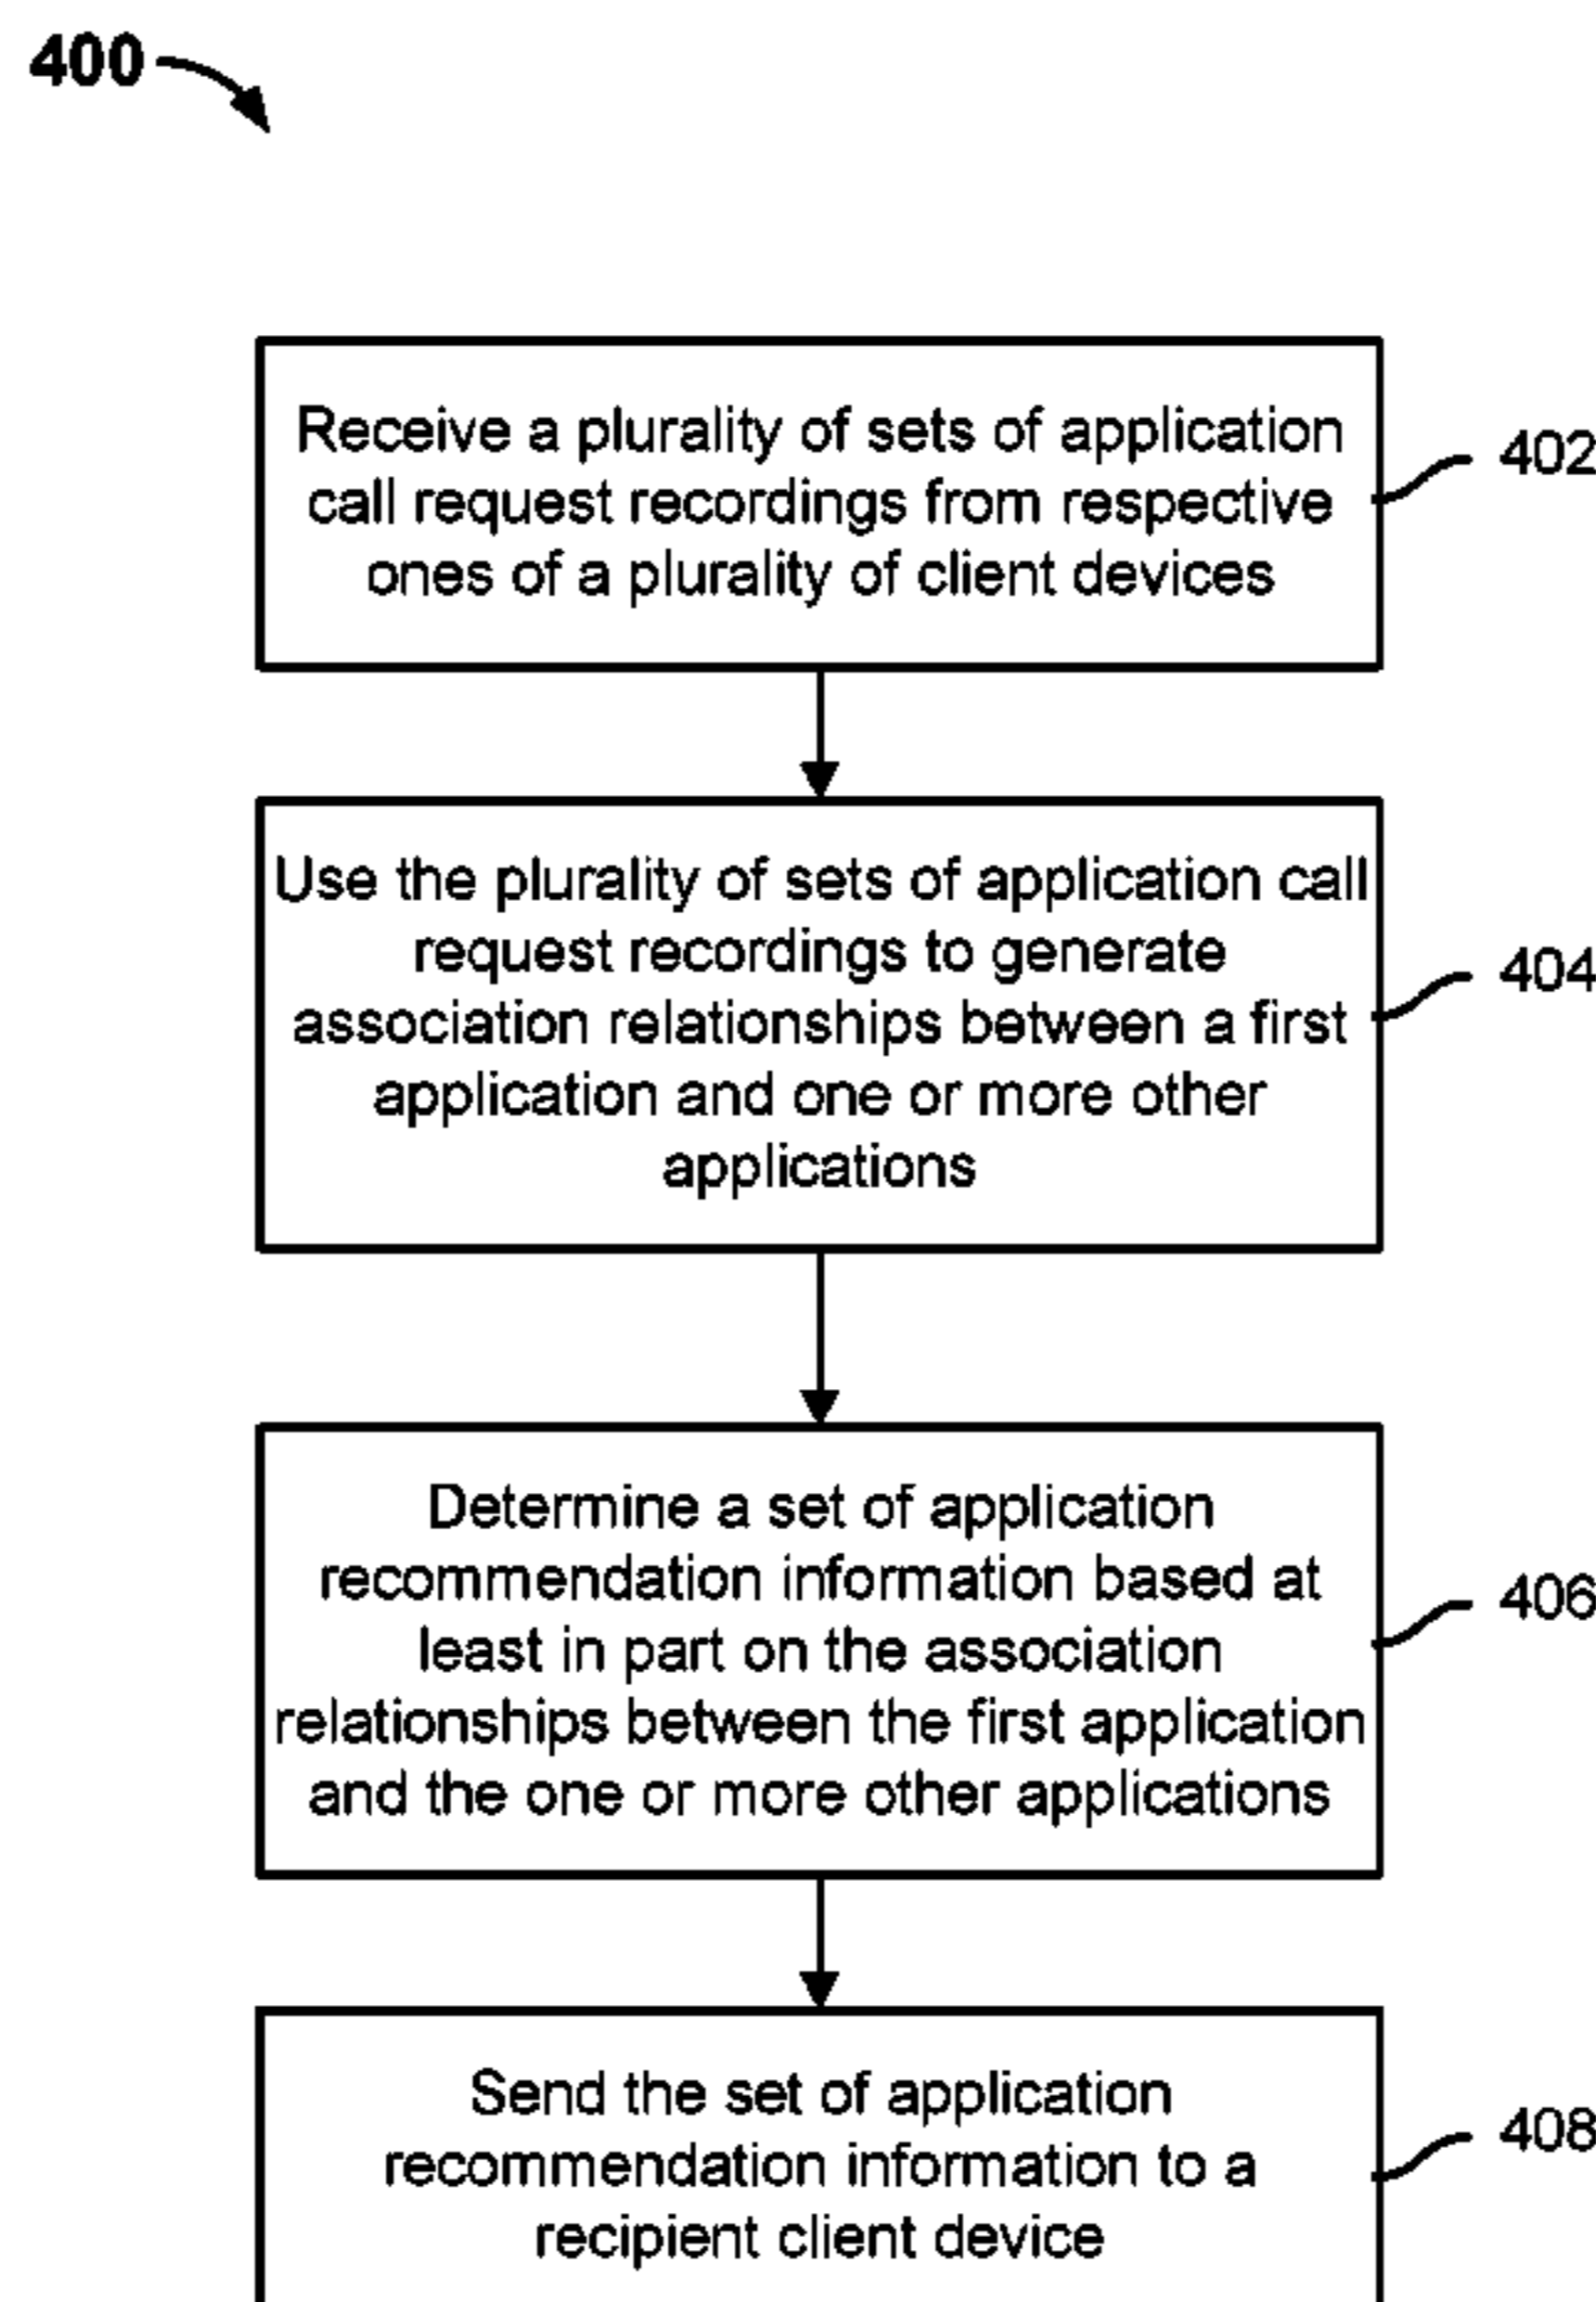 400
Receive a plurality of sets of application
call request recordings from respective
ones of a plurality of client devices
402
Use the plurality of sets of application call
request recordings to generate
association relationships between a first
application and one or more other
applications
404
Determine a set of application
recommendation information based at
least in part on the association
relationships between the first application
and the one or more other applications
406
Send the set of application
recommendation information to a
recipient client device
408